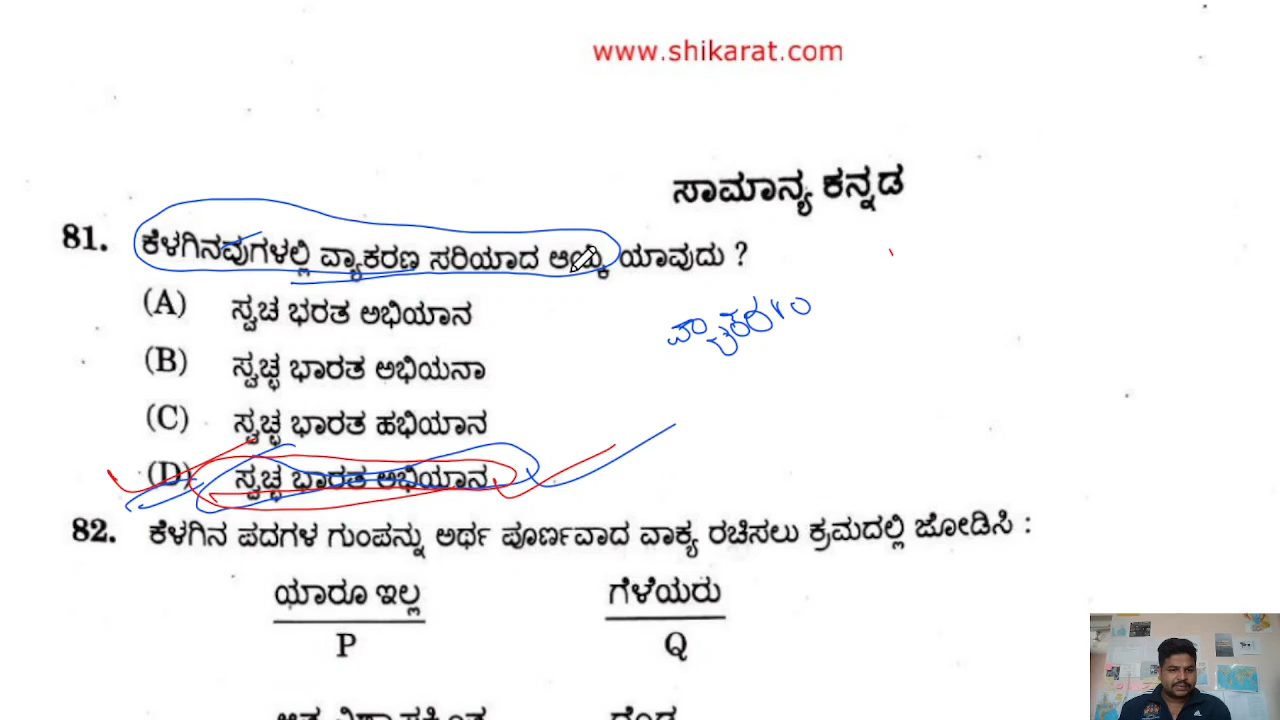 www.shikarat.com
ಸಾಮಾನ್ಯ ಕನ್ನಡ
81. ಕೆಳಗಿನವುಗಳಲ್ಲಿ ವ್ಯಾಕರಣ ಸರಿಯಾದ ಆಯ್ಕೆ ಯಾವುದು ?
(A) ಸ್ವಚ ಭರತ ಅಭಿಯಾನ
ವ್ಯಾಕರಣ
(B) ಸ್ವಚ್ಛ ಭಾರತ ಅಭಿಯನಾ
(C) ಸ್ವಚ್ಛ ಭಾರತ ಹಭಿಯಾನ
(D) ಸ್ವಚ್ಛ ಭಾರತ ಅಭಿಯಾನ
82. ಕೆಳಗಿನ ಪದಗಳ ಗುಂಪನ್ನು ಅರ್ಥ ಪೂರ್ಣವಾದ ವಾಕ್ಯ ರಚಿಸಲು ಕ್ರಮದಲ್ಲಿ ಜೋಡಿಸಿ :
ಯಾರೂ ಇಲ್ಲ ಗೆಳೆಯರು
P Q